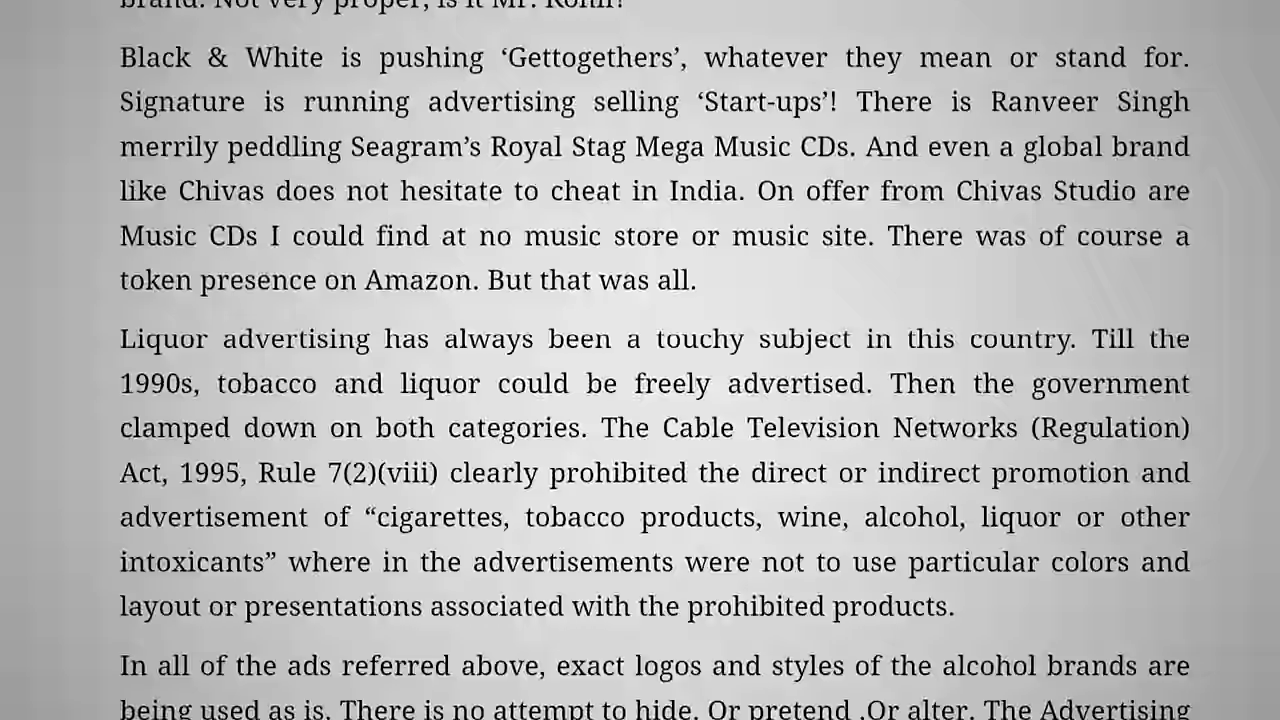 brand. Not very proper, is it Mr. Kohli?
Black & White is pushing ‘Gettogethers’, whatever they mean or stand for.
Signature is running advertising selling ‘Start-ups’! There is Ranveer Singh
merrily peddling Seagram’s Royal Stag Mega Music CDs. And even a global brand
like Chivas does not hesitate to cheat in India. On offer from Chivas Studio are
Music CDs I could find at no music store or music site. There was of course a
token presence on Amazon. But that was all.
Liquor advertising has always been a touchy subject in this country. Till the
1990s, tobacco and liquor could be freely advertised. Then the government
clamped down on both categories. The Cable Television Networks (Regulation)
Act, 1995, Rule 7(2)(viii) clearly prohibited the direct or indirect promotion and
advertisement of “cigarettes, tobacco products, wine, alcohol, liquor or other
intoxicants” where in the advertisements were not to use particular colors and
layout or presentations associated with the prohibited products.
In all of the ads referred above, exact logos and styles of the alcohol brands are
being used as is. There is no attempt to hide. Or pretend .Or alter. The Advertising